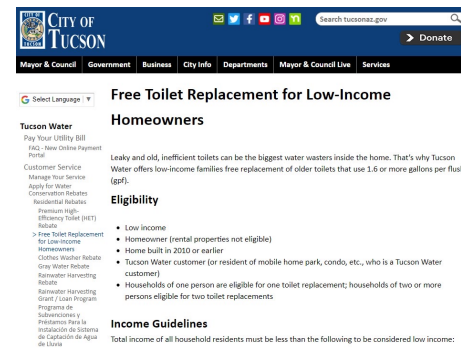 CITY OF
TUCSON
Search tucsonaz.gov
Donate
Mayor & Council Government Business City Info Departments Mayor & Council Live Services
Select Language
Tucson Water
Pay Your Utility Bill
FAQ - New Online Payment
Portal
Customer Service
Manage Your Service
Apply for Water
Conservation Rebates
Residential Rebates
Premium High-
Efficiency Toilet (HET)
Rebate
> Free Toilet Replacement
for Low-Income
Homeowners
Clothes Washer Rebate
Gray Water Rebate
Rainwater Harvesting
Rebate
Rainwater Harvesting
Grant / Loan Program
Programa de
Subvenciones y
Préstamos Para la
Instalación de Sistema
de Captación de Agua
de Lluvia
Free Toilet Replacement for Low-Income
Homeowners
Leaky and old, inefficient toilets can be the biggest water wasters inside the home. That's why Tucson
Water offers low-income families free replacement of older toilets that use 1.6 or more gallons per flush
(gpf).
Eligibility
• Low income
• Homeowner (rental properties not eligible)
• Home built in 2010 or earlier
• Tucson Water customer (or resident of mobile home park, condo, etc., who is a Tucson Water
customer)
• Households of one person are eligible for one toilet replacement; households of two or more
persons eligible for two toilet replacements
Income Guidelines
Total income of all household residents must be less than the following to be considered low income: